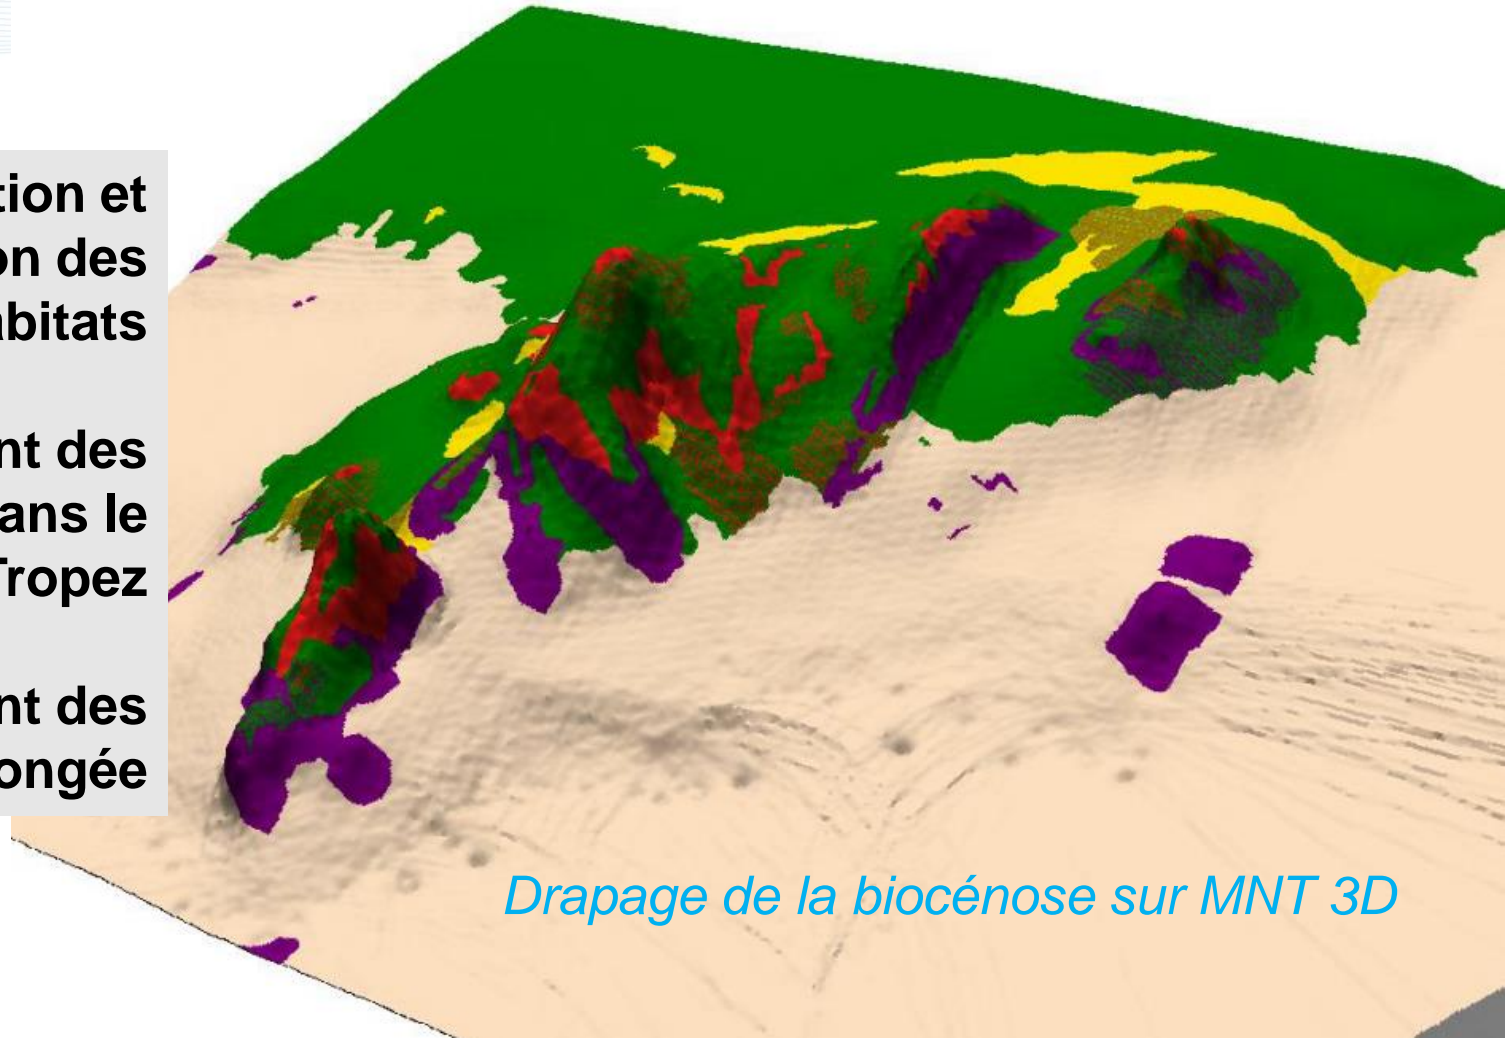 tion et
on des
abitats
nt des
ans le
Tropez
nt des
ongée
Drapage de la biocénose sur MNT 3D